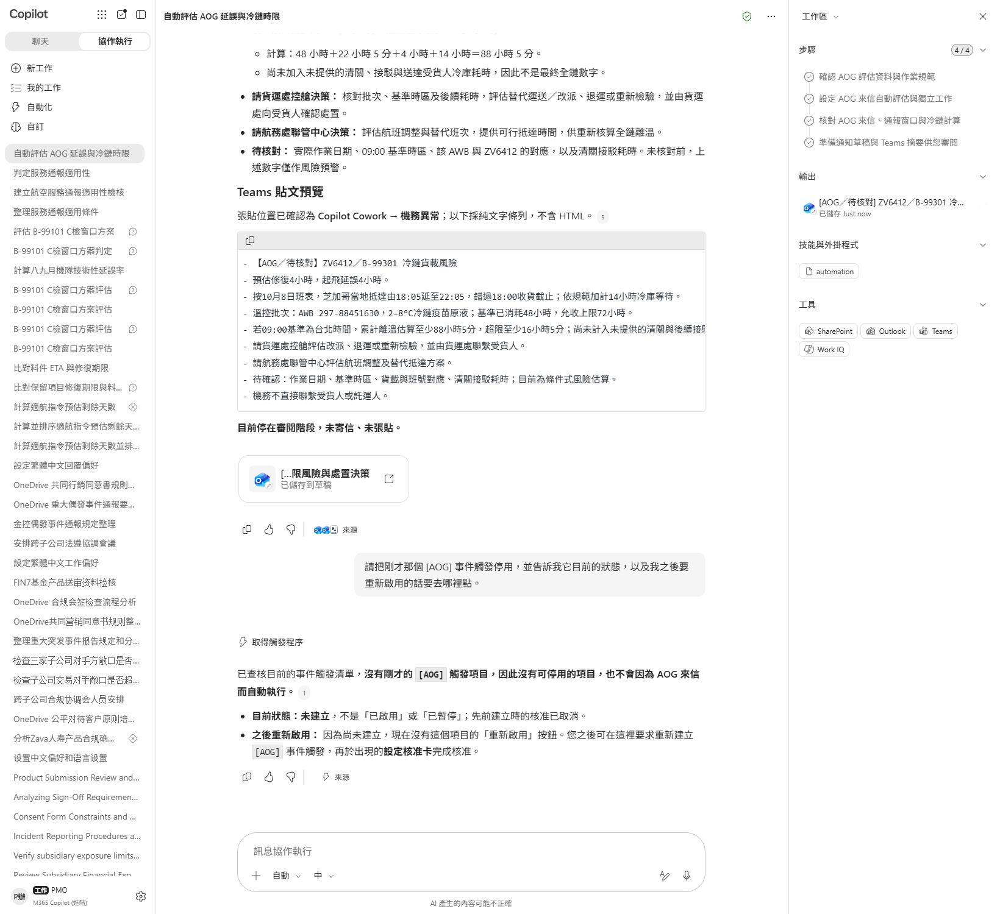 Copilot
聊天
協作執行
新工作
我的工作
自動化
自訂
自動評估 AOG 延誤與冷鏈時限
判定服務通報適用性
建立航空服務通報適用性檢核
整理服務通報適用條件
評估 B-99101 C檢窗口方案
B-99101 C檢窗口方案判定
計算八九月機隊技術性延誤率
B-99101 C檢窗口方案評估
B-99101 C檢窗口方案評估
B-99101 C檢窗口方案評估
B-99101 C檢窗口方案評估
比對料件 ETA 與修復期限
比對保留項目修復期限與料...
計算適航指令預估剩餘天數
計算並排序適航指令預估剩餘天...
計算適航指令預估剩餘天數並排...
設定繁體中文回覆偏好
OneDrive 共同行銷同意書規則...
OneDrive 重大偶發事件通報要...
金控偶發事件通報規定整理
安排跨子公司法遵協調會議
設定繁體中文工作偏好
FIN7基金产品送审资料检核
OneDrive 合规会签检查流程分析
OneDrive共同营销同意书规则整...
整理重大突发事件报告规定和分...
检查三家子公司对手方敞口是否...
检查子公司交易对手敞口是否超...
跨子公司合规协调会人员安排
OneDrive 公平对待客户原则培...
分析Zava人寿产品合规确...
设置中文偏好和语言设置
Product Submission Review and...
Analyzing Sign-Off Requiremen...
Consent Form Constraints and ...
Incident Reporting Procedures a...
Verify subsidiary exposure limits...
Review Subsidiary Financial Exp
P辦
工作 PMO
M365 Copilot (進階)
自動評估 AOG 延誤與冷鏈時限
計算：48 小時＋22 小時 5 分＋4 小時＋14 小時＝88 小時 5 分。
尚未加入未提供的清關、接駁與送達受貨人冷庫耗時，因此不是最終全鏈數字。
請貨運處控艙決策： 核對批次、基準時區及後續耗時，評估替代運送／改派、退運或重新檢驗，並由貨運
處向受貨人確認處置。
請航務處聯管中心決策： 評估航班調整與替代班次，提供可行抵達時間，供重新核算全鏈離溫。
待核對： 實際作業日期、09:00 基準時區、該 AWB 與 ZV6412 的對應，以及清關接駁耗時。未核對前，上
述數字僅作風險預警。
Teams 貼文預覽
張貼位置已確認為 Copilot Cowork → 機務異常；以下採純文字條列，不含 HTML。 5
- 【AOG／待核對】ZV6412／B-99301 冷鏈貨載風險
- 預估修復4小時，起飛延誤4小時。
- 按10月8日班表，芝加哥當地抵達由18:05延至22:05，錯過18:00收貨截止；依規範加計14小時冷庫等待。
- 溫控批次：AWB 297-88451630，2–8°C冷鏈疫苗原液；基準已消耗48小時，允收上限72小時。
- 若09:00基準為台北時間，累計離溫估算至少88小時5分，超限至少16小時5分；尚未計入未提供的清關與後續接駁
- 請貨運處控艙評估改派、退運或重新檢驗，並由貨運處聯繫受貨人。
- 請航務處聯管中心評估航班調整及替代抵達方案。
- 待確認：作業日期、基準時區、貨載與班號對應、清關接駁耗時；目前為條件式風險估算。
- 機務不直接聯繫受貨人或託運人。
目前停在審閱階段，未寄信、未張貼。
[...限風險與處置決策
已儲存到草稿
來源
請把剛才那個 [AOG] 事件觸發停用，並告訴我它目前的狀態，以及我之後要
重新啟用的話要去哪裡點。
取得觸發程序
已查核目前的事件觸發清單，沒有剛才的 [AOG] 觸發項目，因此沒有可停用的項目，也不會因為 AOG 來信
而自動執行。 1
目前狀態：未建立，不是「已啟用」或「已暫停」；先前建立時的核准已取消。
之後重新啟用： 因為尚未建立，現在沒有這個項目的「重新啟用」按鈕。您之後可在這裡要求重新建立
[AOG] 事件觸發，再於出現的設定核准卡完成核准。
來源
訊息協作執行
自動
中
AI 產生的內容可能不正確
工作區
步驟
4 / 4
確認 AOG 評估資料與作業規範
設定 AOG 來信自動評估與獨立工作
核對 AOG 來信、通報窗口與冷鏈計算
準備通知草稿與 Teams 摘要供您審閱
輸出
[AOG／待核對] ZV6412／B-99301 冷...
已儲存 Just now
技能與外掛程式
automation
工具
SharePoint
Outlook
Teams
Work IQ